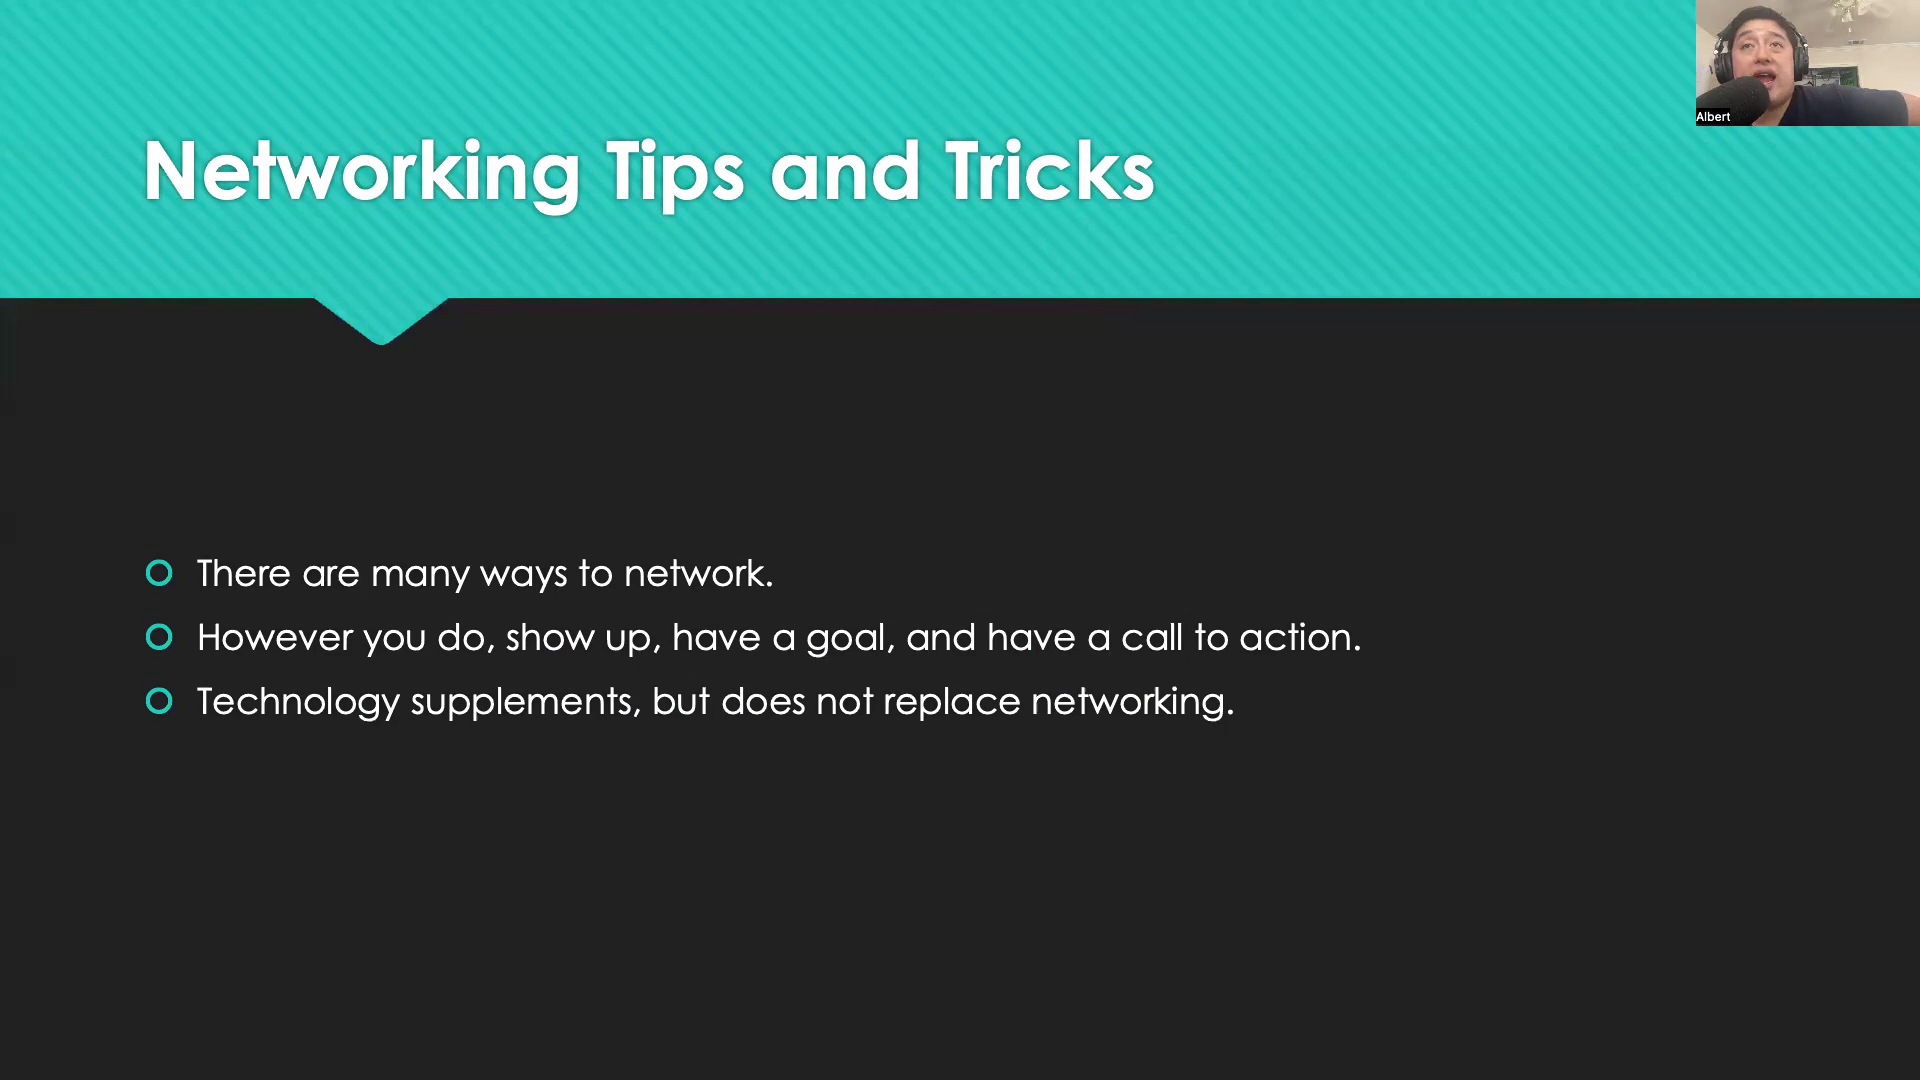 Networking Tips and Tricks
Albert
There are many ways to network.
However you do, show up, have a goal, and have a call to action.
Technology supplements, but does not replace networking.